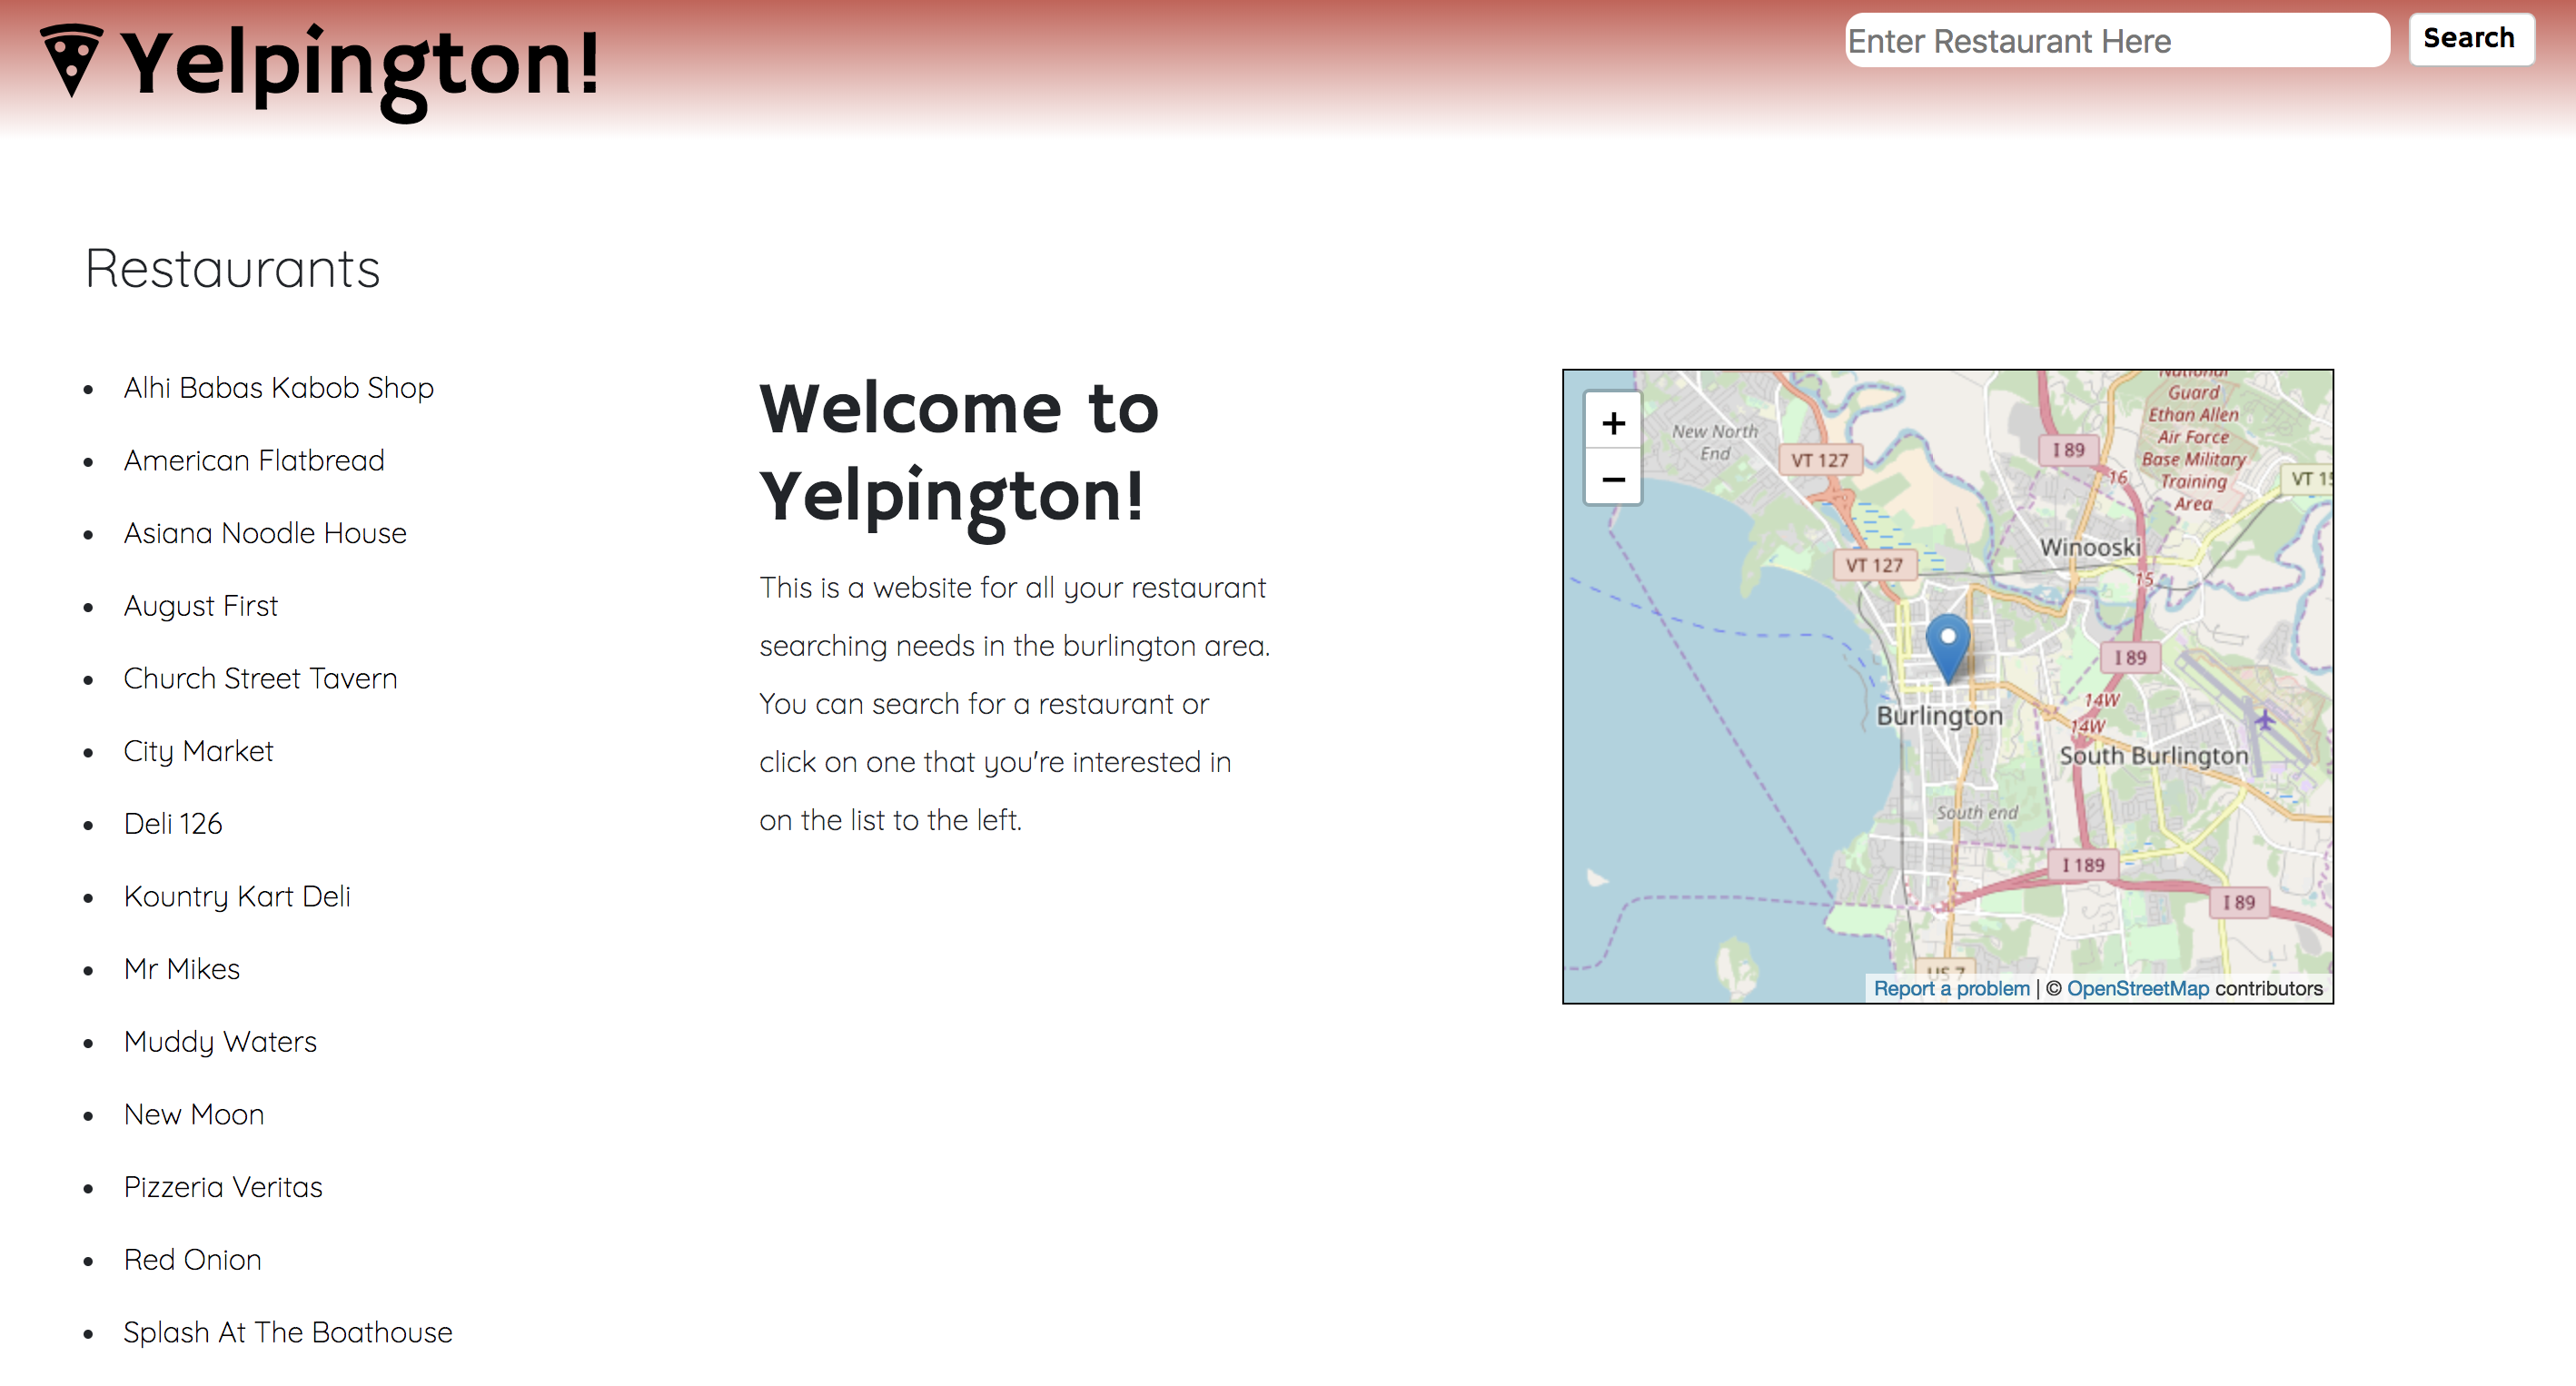 Yelpington!
Enter Restaurant Here
Search
Restaurants
• Alhi Babas Kabob Shop
• American Flatbread
• Asiana Noodle House
• August First
• Church Street Tavern
• City Market
• Deli 126
• Kountry Kart Deli
• Mr Mikes
• Muddy Waters
• New Moon
• Pizzeria Veritas
• Red Onion
• Splash At The Boathouse
Welcome to
Yelpington!
This is a website for all your restaurant
searching needs in the burlington area.
You can search for a restaurant or
click on one that you're interested in
on the list to the left.
+
−
New North
End
VT 127
I 89
16
National
Guard
Ethan Allen
Air Force
Base Military
Training
Area
VT 15
VT 127
Winooski
15
I 89
14W
14W
Burlington
South Burlington
South end
I 189
I 89
US 7
Report a problem | © OpenStreetMap contributors